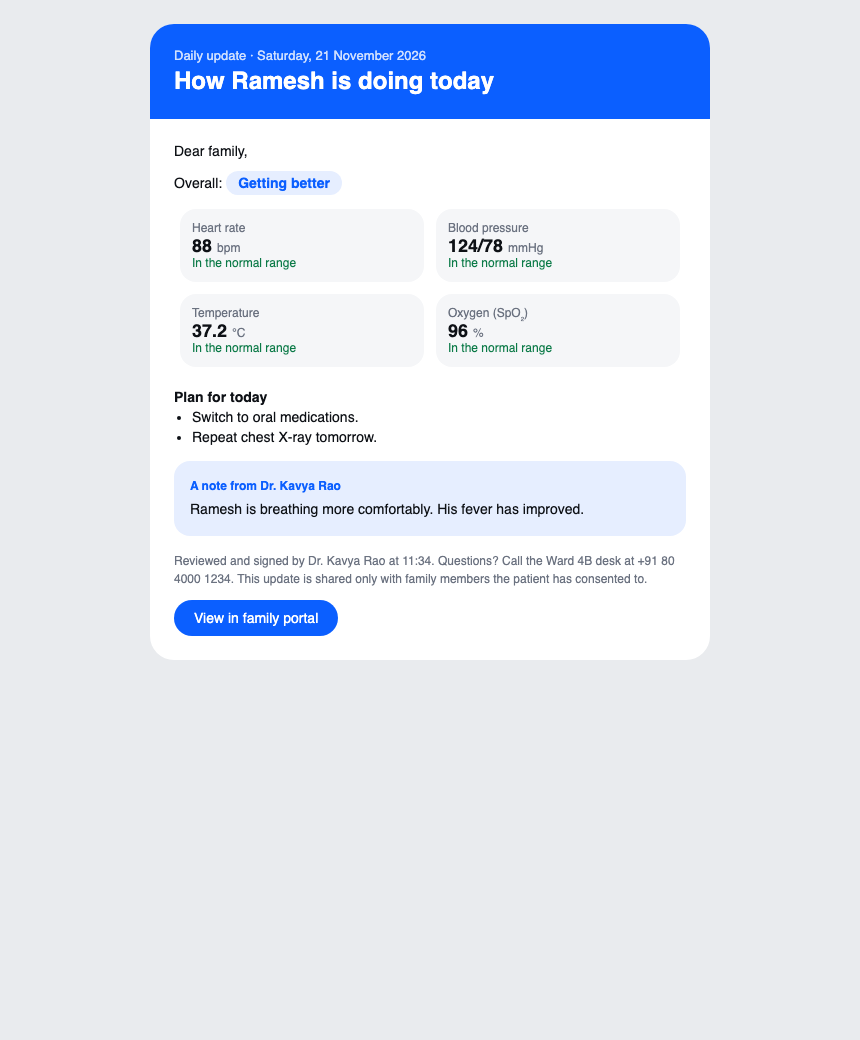 Daily update · Saturday, 21 November 2026
How Ramesh is doing today
Dear family,
Overall: Getting better
Heart rate
88 bpm
In the normal range
Blood pressure
124/78 mmHg
In the normal range
Temperature
37.2 °C
In the normal range
Oxygen (SpO₂)
96 %
In the normal range
Plan for today
• Switch to oral medications.
• Repeat chest X-ray tomorrow.
A note from Dr. Kavya Rao
Ramesh is breathing more comfortably. His fever has improved.
Reviewed and signed by Dr. Kavya Rao at 11:34. Questions? Call the Ward 4B desk at +91 80
4000 1234. This update is shared only with family members the patient has consented to.
View in family portal